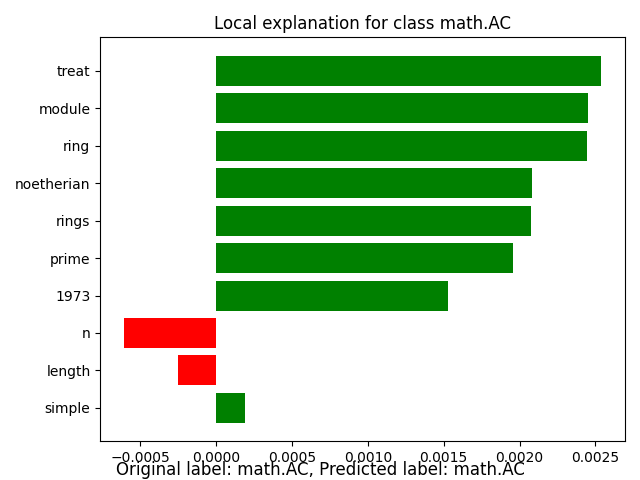 Local explanation for class math.AC
treat
module
ring
noetherian
rings
prime
1973
n
length
simple
−0.0005 0.0000 0.0005 0.0010 0.0015 0.0020 0.0025
Original label: math.AC, Predicted label: math.AC